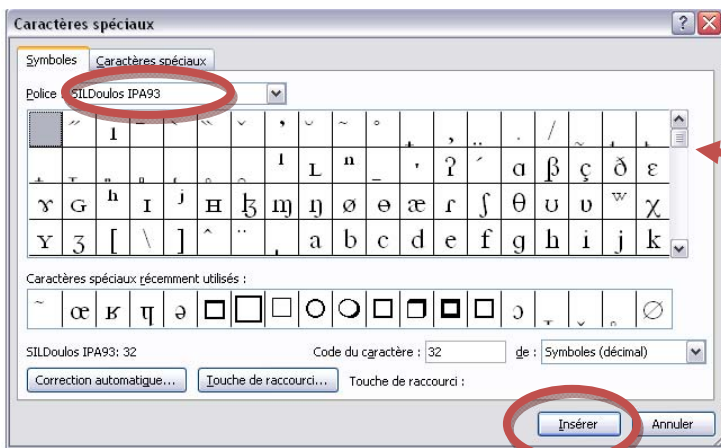 Caractères spéciaux
Symboles Caractères spéciaux
Police : SILDoulos IPA93
ɑ β ç ð ɛ
ɤ ɢ h ɪ j ʜ ɮ ɱ ŋ ø ɵ æ ɾ ʃ θ ʊ ʋ w χ
ʏ ʒ [ \ ] a b c d e f g h i j k
Caractères spéciaux récemment utilisés :
~ œ ʁ ə ɔ ∅
SILDoulos IPA93: 32 Code du caractère : 32 de : Symboles (décimal)
Correction automatique... Touche de raccourci... Touche de raccourci :
Insérer Annuler